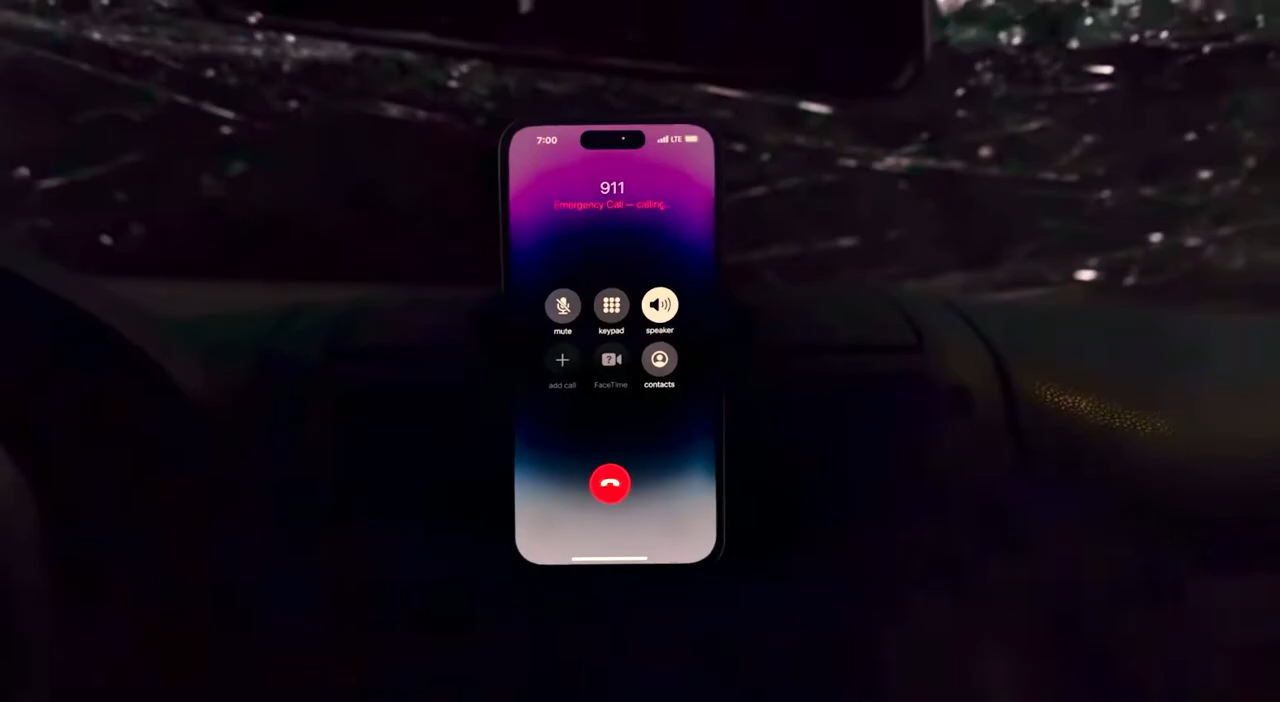 7:00 LTE
911
Emergency Call — calling...
mute keypad speaker
add call FaceTime contacts